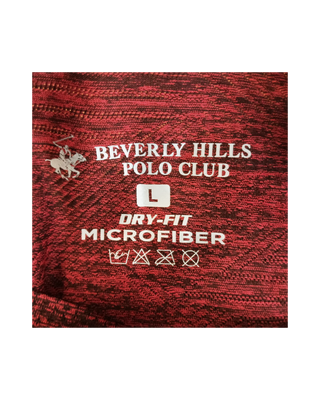 BEVERLY HILLS
POLO CLUB
L
DRY-FIT
MICROFIBER